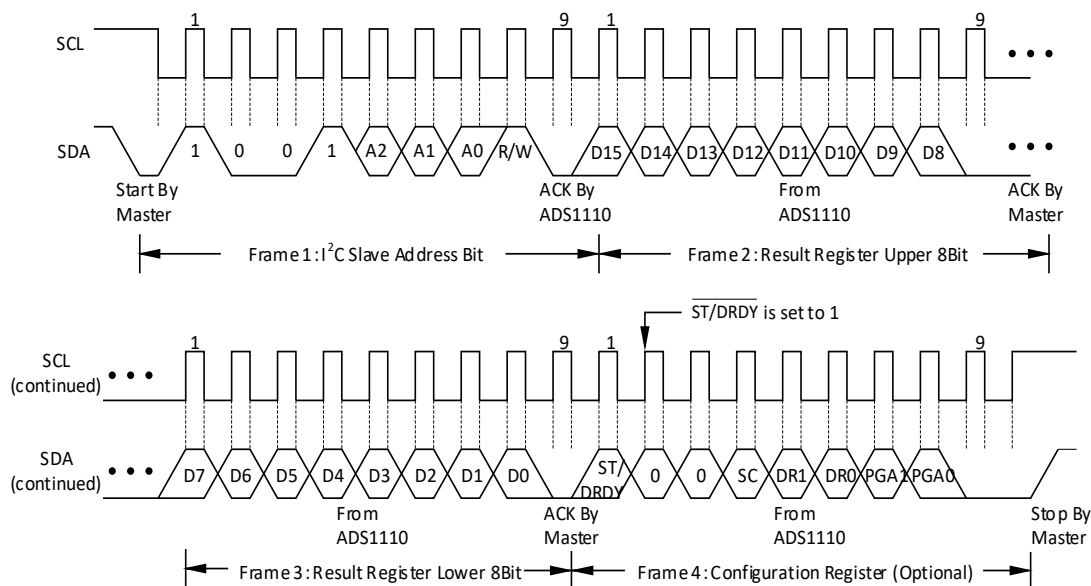 1 9 1 9
SCL
SDA 1 0 0 1 A2 A1 A0 R/W D15 D14 D13 D12 D11 D10 D9 D8
Start By Master
ACK By ADS1110
From ADS1110
ACK By Master
Frame 1: I²C Slave Address Bit
Frame 2: Result Register Upper 8Bit
ST/DRDY is set to 1
1 9 1 9
SCL (continued)
SDA (continued) D7 D6 D5 D4 D3 D2 D1 D0 ST/DRDY 0 0 SC DR1 DR0 PGA1 PGA0
From ADS1110
ACK By Master
From ADS1110
Stop By Master
Frame 3: Result Register Lower 8Bit
Frame 4: Configuration Register (Optional)